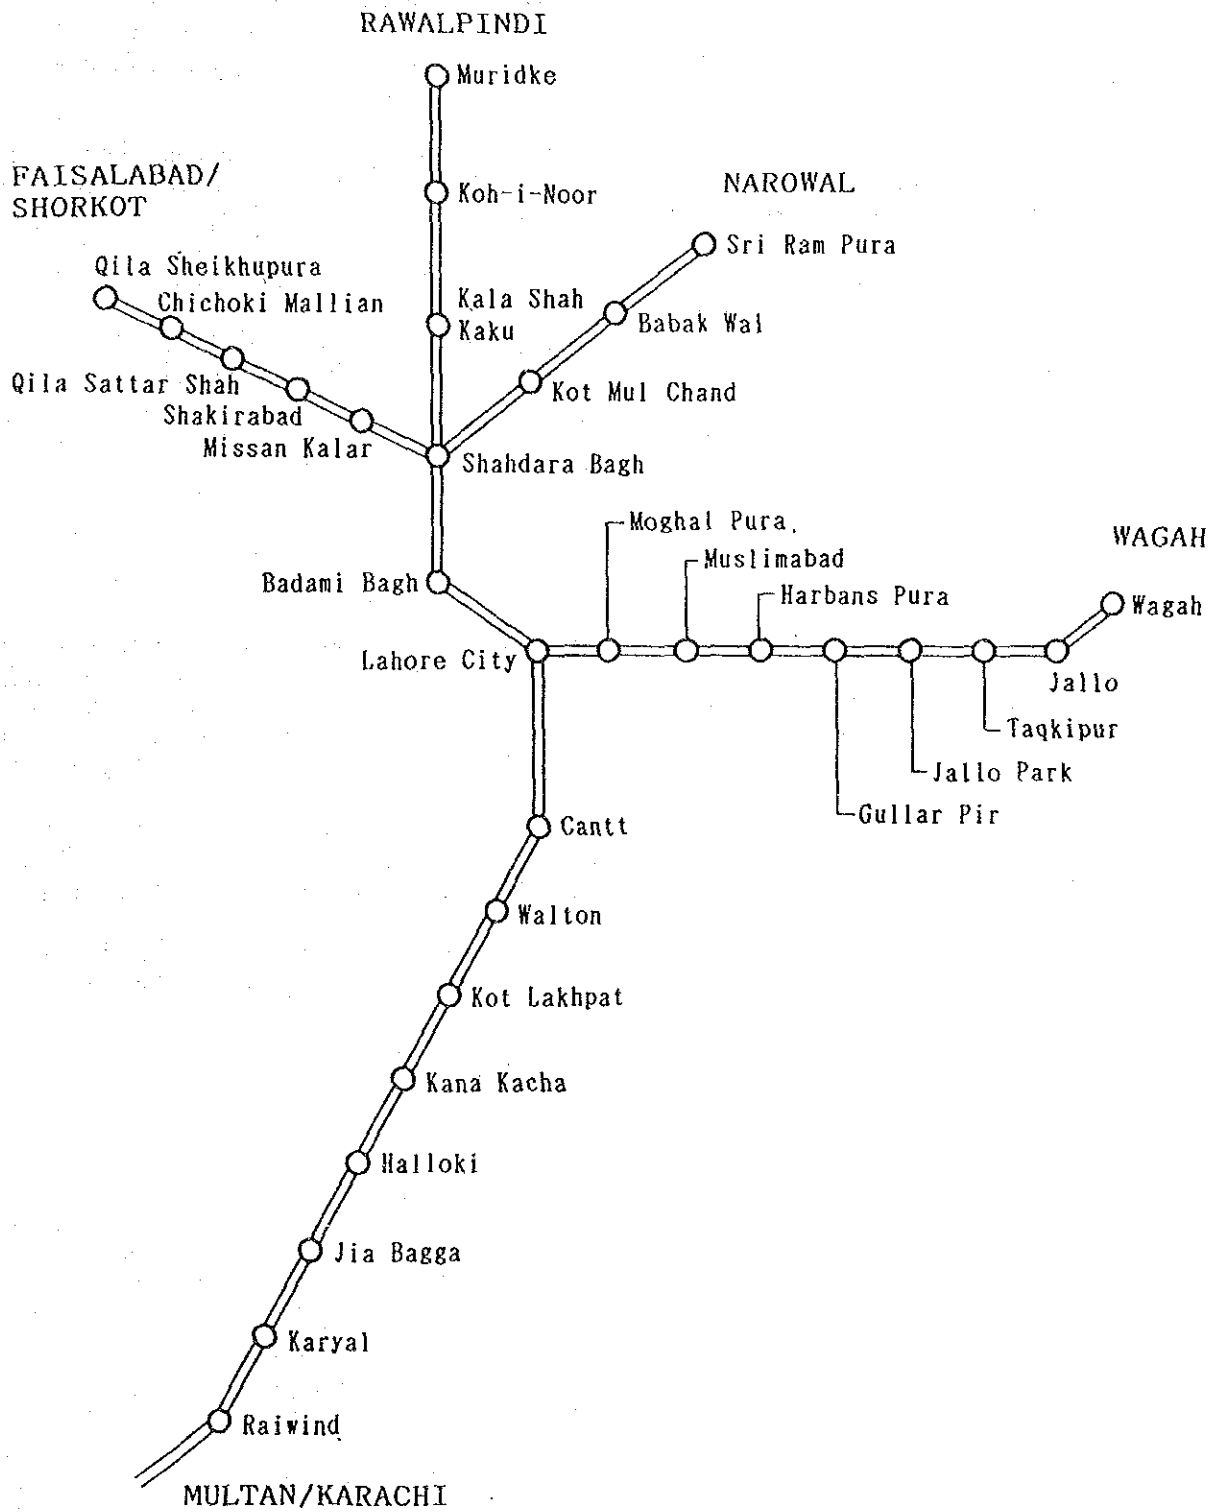 RAWALPINDI
Muridke
FAISALABAD/
SHORKOT
Koh-i-Noor
NAROWAL
Sri Ram Pura
Qila Sheikhupura
Chichoki Mallian
Kala Shah
Kaku
Babak Wal
Qila Sattar Shah
Kot Mul Chand
Shakirabad
Missan Kalar
Shahdara Bagh
Moghal Pura
WAGAH
Muslimabad
Badami Bagh
Harbans Pura
Wagah
Lahore City
Jallo
Taqkipur
Jallo Park
Gullar Pir
Cantt
Walton
Kot Lakhpat
Kana Kacha
Halloki
Jia Bagga
Karyal
Raiwind
MULTAN/KARACHI